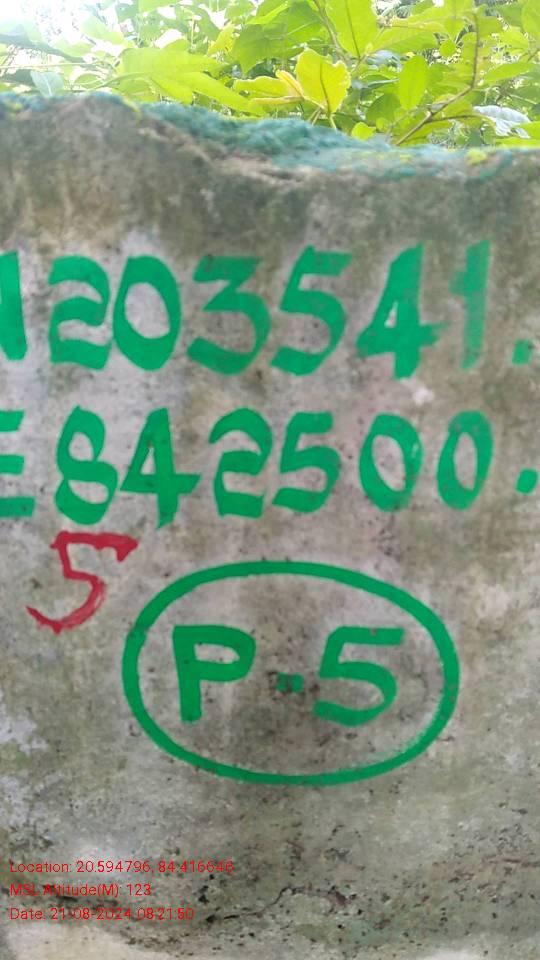 N203541.
E842500.
5
P-5
Location: 20.594796, 84.416646
MSL Altitude(M): 123
Date: 21-08-2024 08:21:50